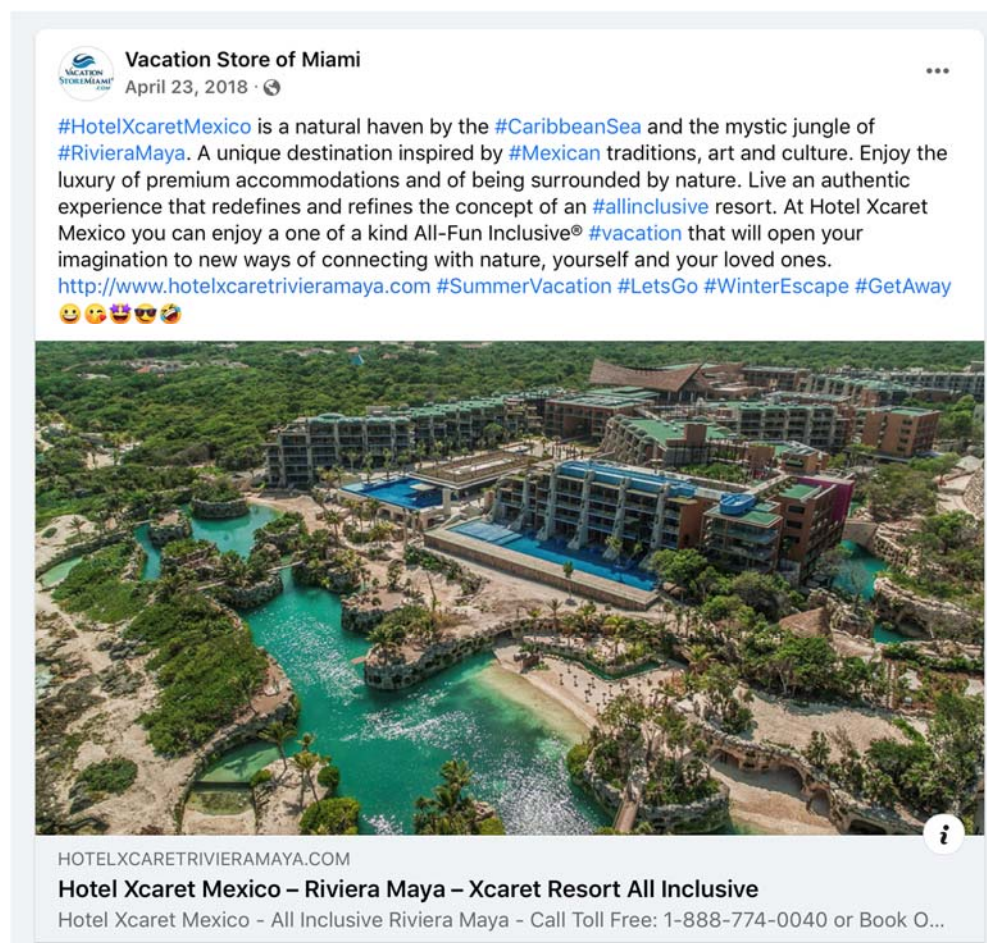 Vacation Store of Miami
VACATION
STOREMIAMI
.COM
April 23, 2018 ·
#HotelXcaretMexico is a natural haven by the #CaribbeanSea and the mystic jungle of
#RivieraMaya. A unique destination inspired by #Mexican traditions, art and culture. Enjoy the
luxury of premium accommodations and of being surrounded by nature. Live an authentic
experience that redefines and refines the concept of an #allinclusive resort. At Hotel Xcaret
Mexico you can enjoy a one of a kind All-Fun Inclusive® #vacation that will open your
imagination to new ways of connecting with nature, yourself and your loved ones.
http://www.hotelxcaretrivieramaya.com #SummerVacation #LetsGo #WinterEscape #GetAway
😀😘🤩😎🤣
HOTELXCARETRIVIERAMAYA.COM
Hotel Xcaret Mexico – Riviera Maya – Xcaret Resort All Inclusive
Hotel Xcaret Mexico - All Inclusive Riviera Maya - Call Toll Free: 1-888-774-0040 or Book O...